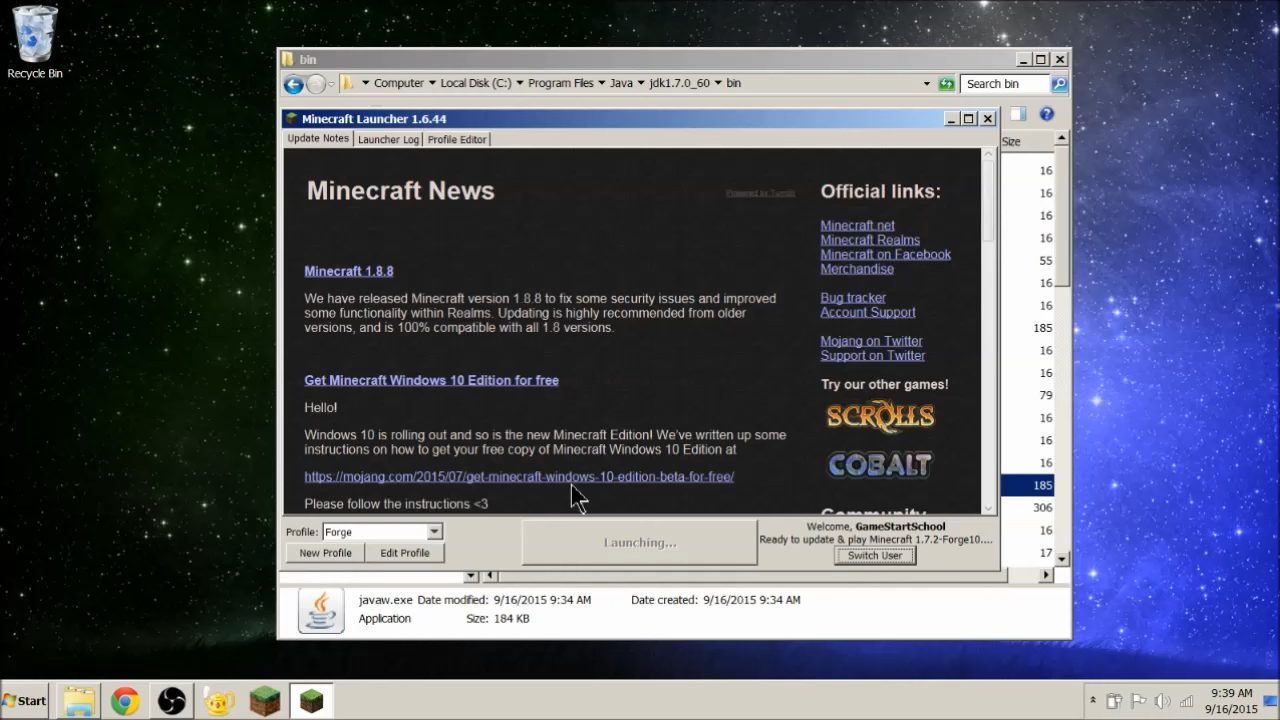 Recycle Bin
bin
Computer Local Disk (C:) Program Files Java jdk1.7.0_60 bin
Search bin
Minecraft Launcher 1.6.44
Update Notes Launcher Log Profile Editor
Size
Minecraft News
Powered by Tumblr
Official links:
Minecraft.net
Minecraft Realms
Minecraft on Facebook
Merchandise
Bug tracker
Account Support
Mojang on Twitter
Support on Twitter
Try our other games!
SCROLLS
COBALT
Community
Minecraft 1.8.8
We have released Minecraft version 1.8.8 to fix some security issues and improved
some functionality within Realms. Updating is highly recommended from older
versions, and is 100% compatible with all 1.8 versions.
Get Minecraft Windows 10 Edition for free
Hello!
Windows 10 is rolling out and so is the new Minecraft Edition! We've written up some
instructions on how to get your free copy of Minecraft Windows 10 Edition at
https://mojang.com/2015/07/get-minecraft-windows-10-edition-beta-for-free/
Please follow the instructions <3
16
16
16
16
55
16
16
185
16
16
79
16
16
16
185
306
16
17
Profile: Forge
New Profile Edit Profile
Launching...
Welcome, GameStartSchool
Ready to update & play Minecraft 1.7.2-Forge10....
Switch User
javaw.exe Date modified: 9/16/2015 9:34 AM Date created: 9/16/2015 9:34 AM
Application Size: 184 KB
Start
9:39 AM
9/16/2015